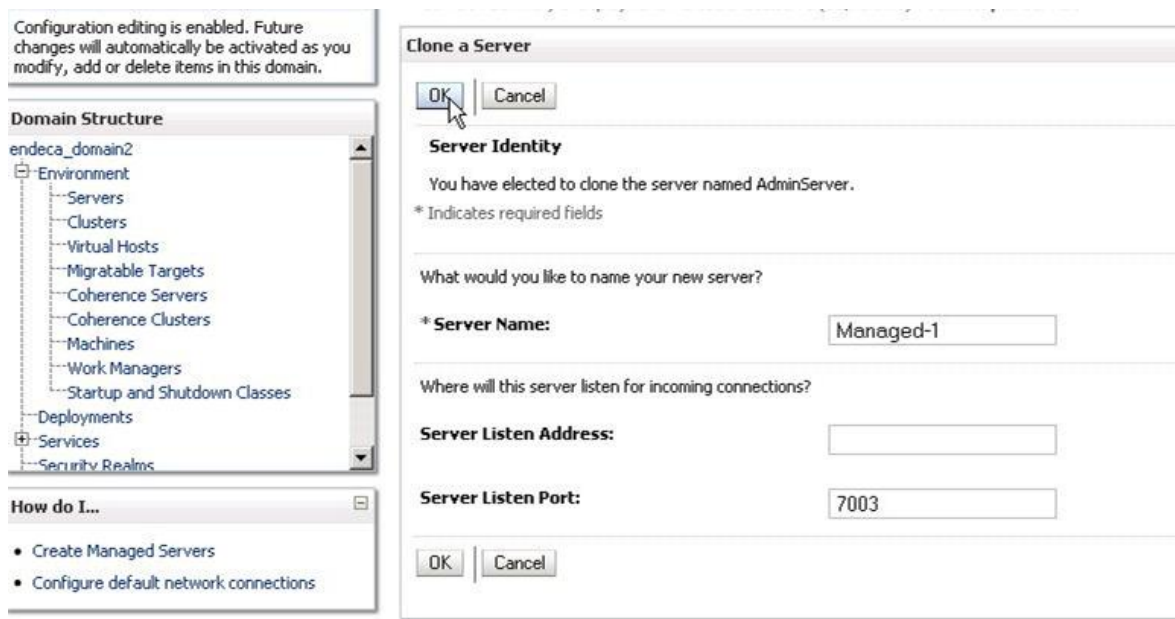 Configuration editing is enabled. Future
changes will automatically be activated as you
modify, add or delete items in this domain.
Domain Structure
endeca_domain2
Environment
Servers
Clusters
Virtual Hosts
Migratable Targets
Coherence Servers
Coherence Clusters
Machines
Work Managers
Startup and Shutdown Classes
Deployments
Services
Security Realms
How do I...
• Create Managed Servers
• Configure default network connections
Clone a Server
OK Cancel
Server Identity
You have elected to clone the server named AdminServer.
* Indicates required fields
What would you like to name your new server?
* Server Name: Managed-1
Where will this server listen for incoming connections?
Server Listen Address:
Server Listen Port: 7003
OK Cancel